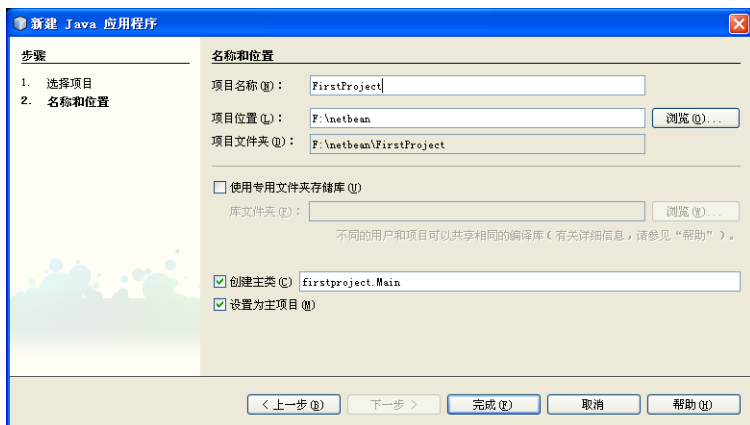 新建 Java 应用程序
步骤
1. 选择项目
2. 名称和位置
名称和位置
项目名称(N): FirstProject
项目位置(L): F:\netbean 浏览(O)...
项目文件夹(D): F:\netbean\FirstProject
使用专用文件夹存储库(U)
库文件夹(F): 浏览(W)...
不同的用户和项目可以共享相同的编译库(有关详细信息,请参见“帮助”)。
创建主类(C) firstproject.Main
设置为主项目(M)
< 上一步(B) 下一步 > 完成(F) 取消 帮助(H)